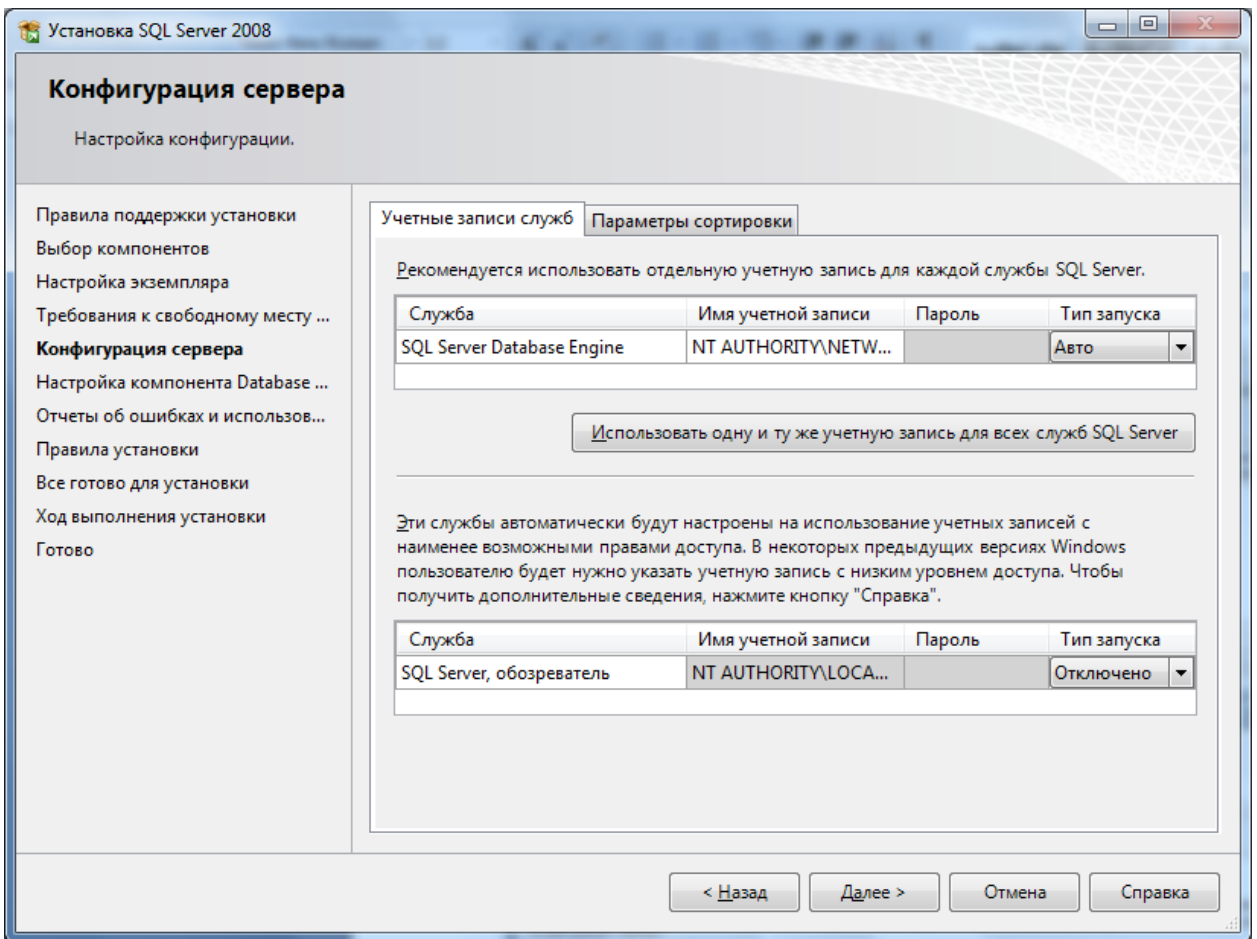 Установка SQL Server 2008
Конфигурация сервера
Настройка конфигурации.
Правила поддержки установки
Выбор компонентов
Настройка экземпляра
Требования к свободному месту ...
Конфигурация сервера
Настройка компонента Database ...
Отчеты об ошибках и использов...
Правила установки
Все готово для установки
Ход выполнения установки
Готово
Учетные записи служб Параметры сортировки
Рекомендуется использовать отдельную учетную запись для каждой службы SQL Server.
Служба Имя учетной записи Пароль Тип запуска
SQL Server Database Engine NT AUTHORITY\NETW... Авто
Использовать одну и ту же учетную запись для всех служб SQL Server
Эти службы автоматически будут настроены на использование учетных записей с
наименее возможными правами доступа. В некоторых предыдущих версиях Windows
пользователю будет нужно указать учетную запись с низким уровнем доступа. Чтобы
получить дополнительные сведения, нажмите кнопку "Справка".
Служба Имя учетной записи Пароль Тип запуска
SQL Server, обозреватель NT AUTHORITY\LOCA... Отключено
< Назад Далее > Отмена Справка